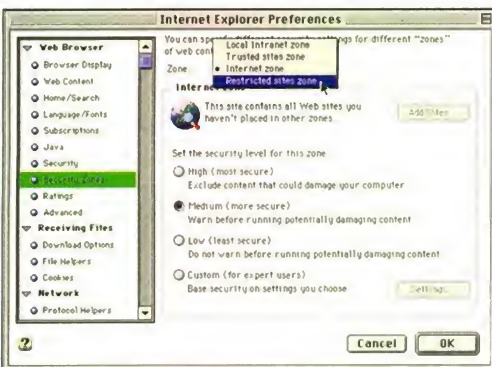 Internet Explorer Preferences
Web Browser
Browser Display
Web Content
Home/Search
Language/Fonts
Subscriptions
Java
Security
Security Zones
Ratings
Advanced
Receiving Files
Download Options
File Helpers
Cookies
Network
Protocol Helpers
You can settings for different "zones"
of web
Zone
Local Intranet zone
Trusted sites zone
• Internet zone
Restricted sites zone
This site contains all Web sites you
haven't placed in other zones.
Add Sites...
Set the security level for this zone
High (most secure)
Exclude content that could damage your computer
Medium (more secure)
Warn before running potentially damaging content
Low (least secure)
Do not warn before running potentially damaging content
Custom (for expert users)
Base security on settings you choose
Settings...
?
Cancel
OK